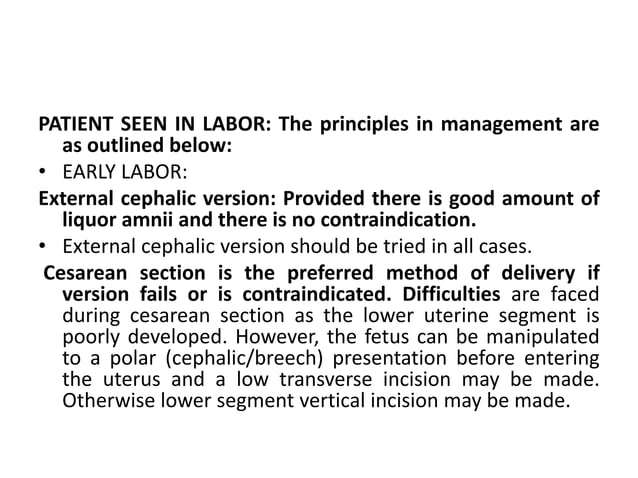 PATIENT SEEN IN LABOR: The principles in management are
as outlined below:
• EARLY LABOR:
External cephalic version: Provided there is good amount of
liquor amnii and there is no contraindication.
• External cephalic version should be tried in all cases.
Cesarean section is the preferred method of delivery if
version fails or is contraindicated. Difficulties are faced
during cesarean section as the lower uterine segment is
poorly developed. However, the fetus can be manipulated
to a polar (cephalic/breech) presentation before entering
the uterus and a low transverse incision may be made.
Otherwise lower segment vertical incision may be made.